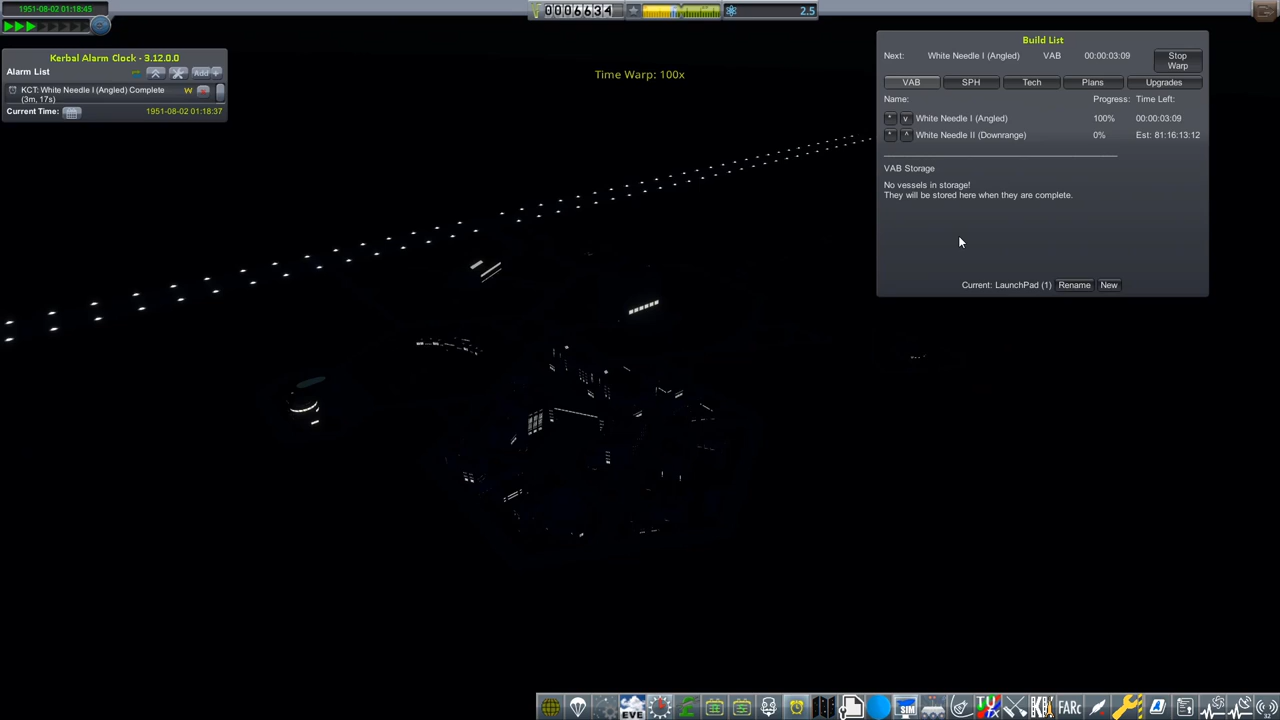 1951-08-02 01:18:45
0006634
2.5
Kerbal Alarm Clock - 3.12.0.0
Alarm List
Add +
KCT: White Needle I (Angled) Complete
(3m, 17s)
W
Current Time:
1951-08-02 01:18:37
Time Warp: 100x
Build List
Next: White Needle I (Angled) VAB 00:00:03:09
Stop
Warp
VAB SPH Tech Plans Upgrades
Name: Progress: Time Left:
* v White Needle I (Angled) 100% 00:00:03:09
* ^ White Needle II (Downrange) 0% Est: 81:16:13:12
VAB Storage
No vessels in storage!
They will be stored here when they are complete.
Current: LaunchPad (1) Rename New
EVE
SIM
FARc